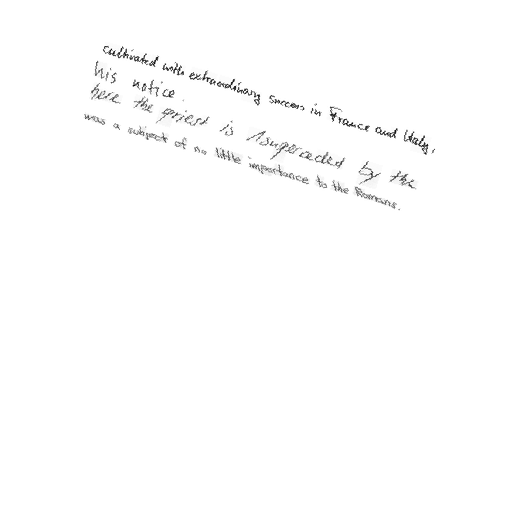 cultivated with extraordinary success in France and Italy,
his notice.
here the priest is superceded by the
was a subject of no little importance to the Romans.